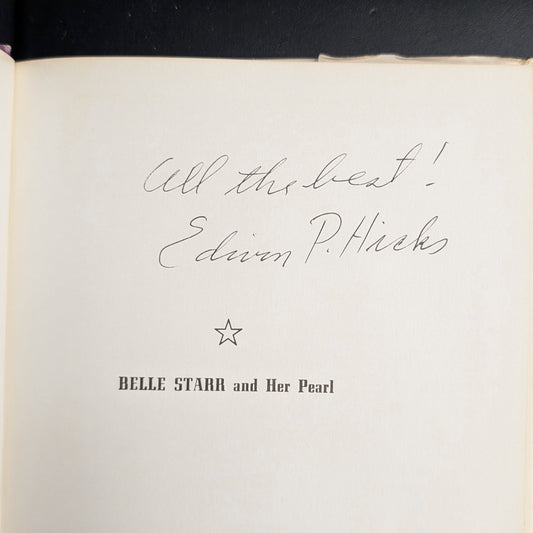 All the best!
Edwin P. Hicks
BELLE STARR and Her Pearl